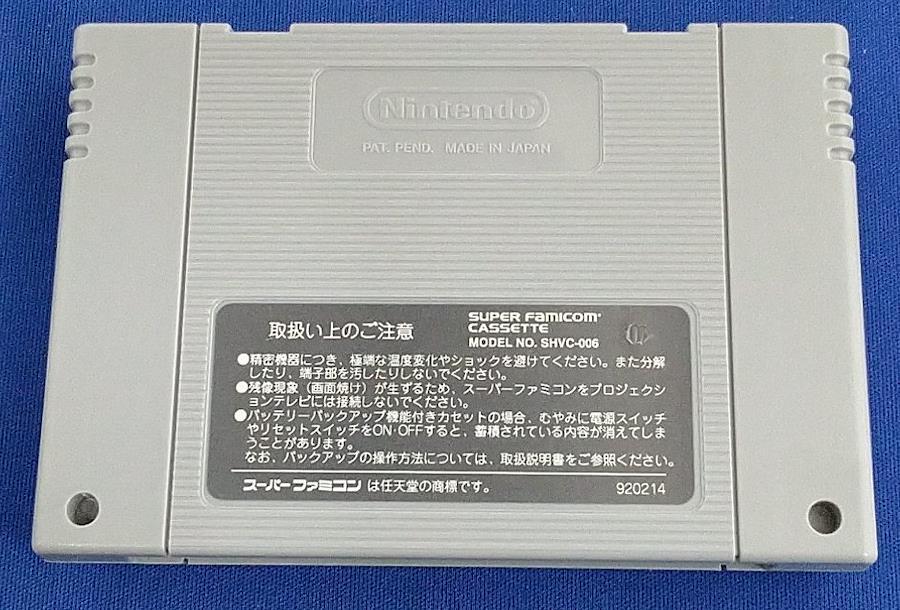 Nintendo
PAT. PEND. MADE IN JAPAN
取扱い上のご注意
SUPER FAMICOM
CASSETTE
MODEL NO. SHVC-006
●精密機器につき、極端な温度変化やショックを避けてください。また分解
したり、端子部を汚したりしないでください。
●残像現象（画面焼け）が生ずるため、スーパーファミコンをプロジェクシ
ョンテレビには接続しないでください。
●バッテリーバックアップ機能付きカセットの場合、むやみに電源スイッチ
やリセットスイッチをON・OFFすると、蓄積されている内容が消えてしま
うことがあります。
なお、バックアップの操作方法については、取扱説明書をご参照ください。
スーパーファミコン は任天堂の商標です。
920214